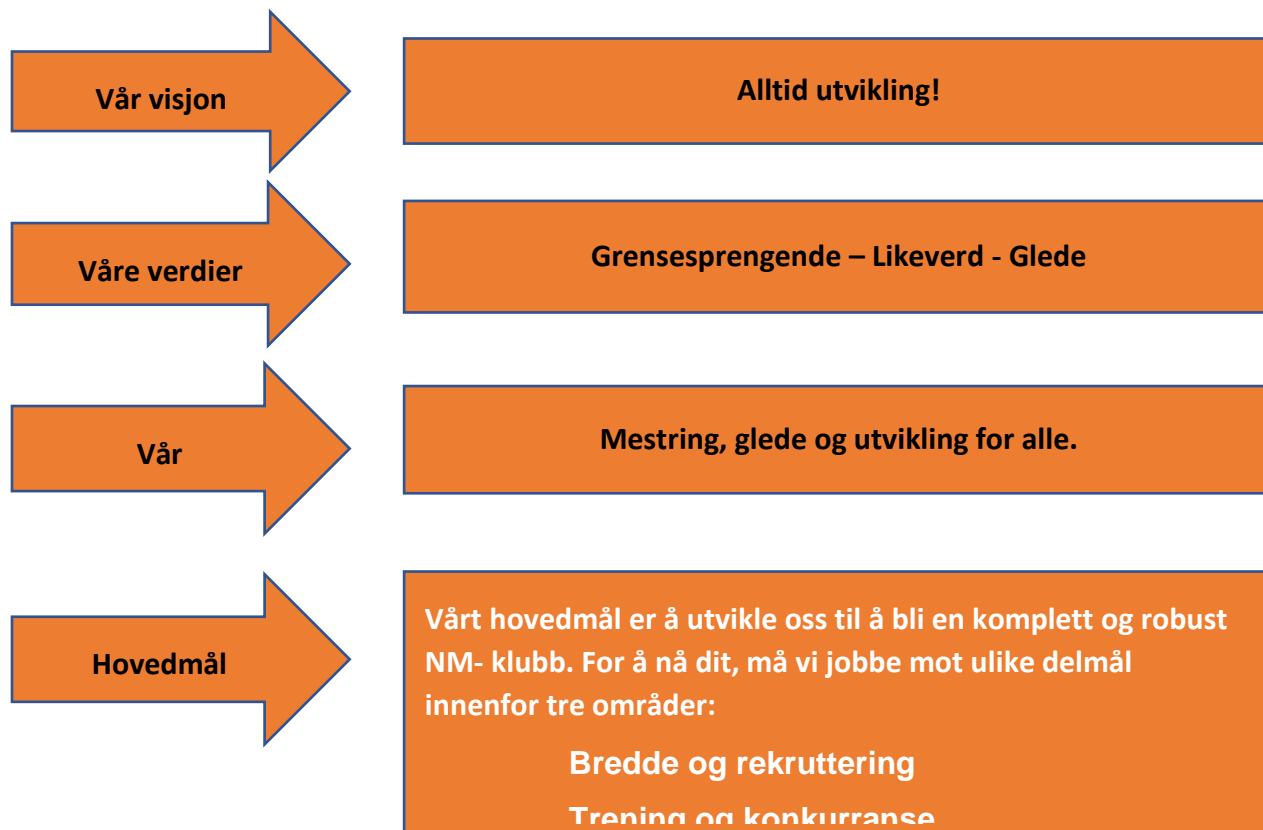 Vår visjon
Alltid utvikling!
Våre verdier
Grensesprengende – Likeverd - Glede
Vår
Mestring, glede og utvikling for alle.
Hovedmål
Vårt hovedmål er å utvikle oss til å bli en komplett og robust
NM- klubb. For å nå dit, må vi jobbe mot ulike delmål
innenfor tre områder:
Bredde og rekruttering
Trening og konkurranse